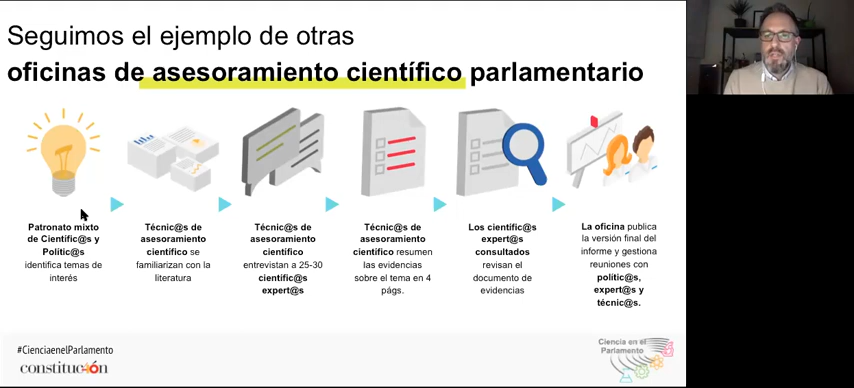 Seguimos el ejemplo de otras
oficinas de asesoramiento científico parlamentario
Patronato mixto
de Científic@s y
Polític@s
identifica temas de
interés
Técnic@s de
asesoramiento
científico se
familiarizan con la
literatura
Técnic@s de
asesoramiento
científico
entrevistan a 25-30
científic@s
expert@s
Técnic@s de
asesoramiento
científico resumen
las evidencias
sobre el tema en 4
págs.
Los científic@s
expert@s
consultados
revisan el
documento de
evidencias
La oficina publica
la versión final del
informe y gestiona
reuniones con
polític@s,
expert@s y
técnic@s.
#CienciaenelParlamento
constitución
Ciencia en el
Parlamento